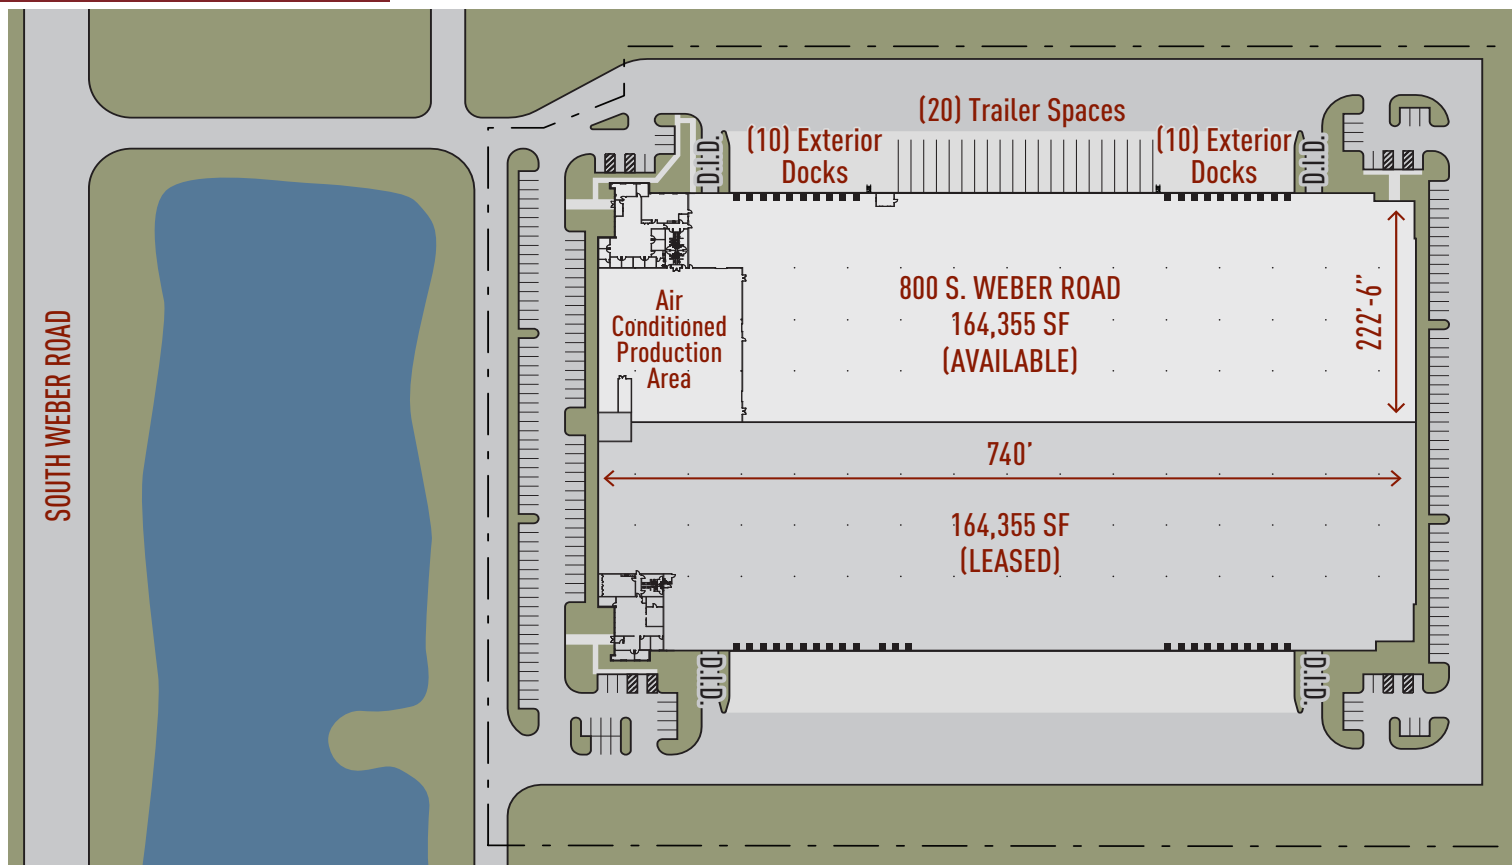 (20) Trailer Spaces
(10) Exterior
Docks
(10) Exterior
Docks
D.I.D.
D.I.D.
800 S. WEBER ROAD
164,355 SF
(AVAILABLE)
222'-6"
Air
Conditioned
Production
Area
SOUTH WEBER ROAD
740'
164,355 SF
(LEASED)
D.I.D.
D.I.D.